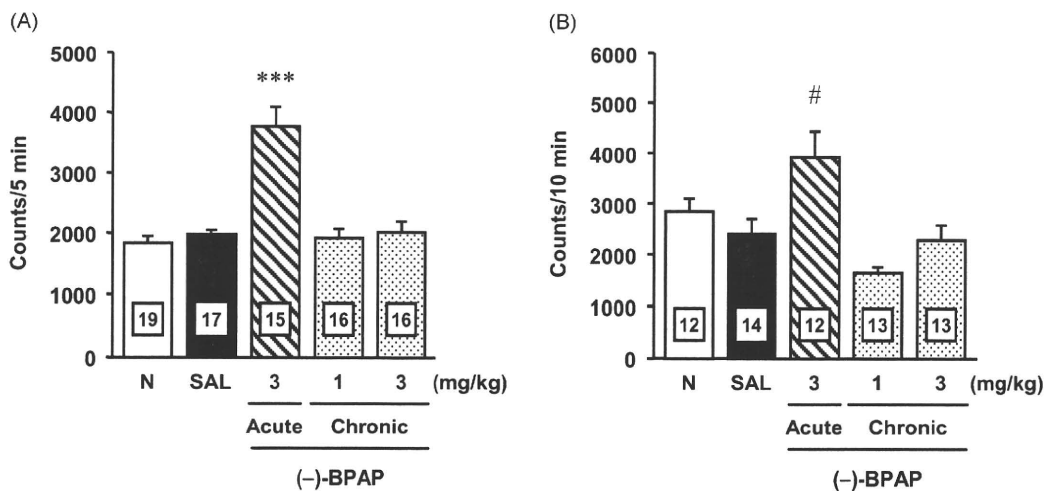 (A)
Counts/5 min
5000
4000
3000
2000
1000
0
***
19
17
15
16
16
N SAL 3 1 3 (mg/kg)
Acute Chronic
(−)-BPAP
(B)
Counts/10 min
6000
5000
4000
3000
2000
1000
0
#
12
14
12
13
13
N SAL 3 1 3 (mg/kg)
Acute Chronic
(−)-BPAP